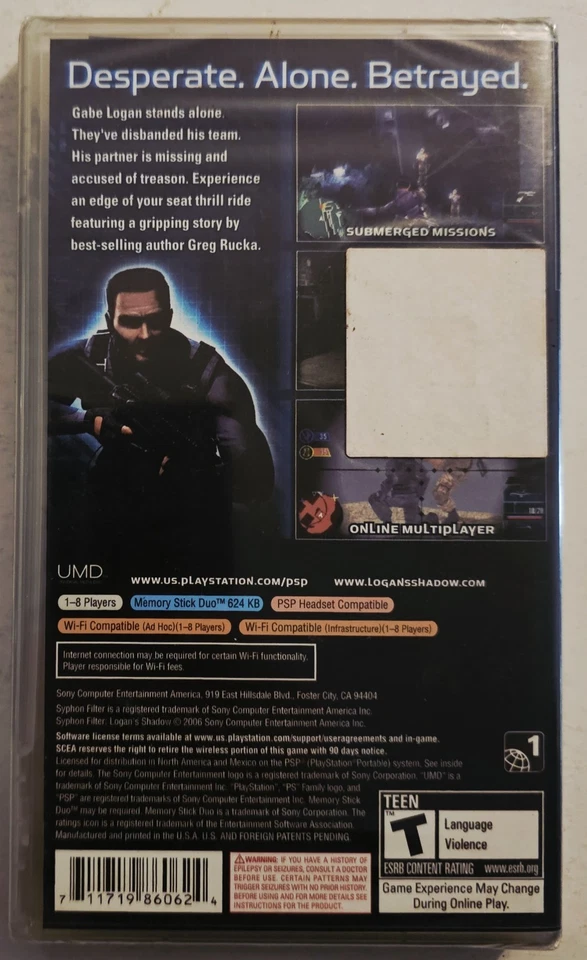 Desperate. Alone. Betrayed.
Gabe Logan stands alone.
They've disbanded his team.
His partner is missing and
accused of treason. Experience
an edge of your seat thrill ride
featuring a gripping story by
best-selling author Greg Rucka.
SUBMERGED MISSIONS
ONLINE MULTIPLAYER
UMD
WWW.US.PLAYSTATION.COM/PSP WWW.LOGANSSHADOW.COM
1–8 Players Memory Stick Duo™ 624 KB PSP Headset Compatible
Wi-Fi Compatible (Ad Hoc)(1–8 Players) Wi-Fi Compatible (Infrastructure)(1–8 Players)
Internet connection may be required for certain Wi-Fi functionality.
Player responsible for Wi-Fi fees.
Sony Computer Entertainment America, 919 East Hillsdale Blvd., Foster City, CA 94404
Syphon Filter is a registered trademark of Sony Computer Entertainment America Inc.
Syphon Filter: Logan's Shadow © 2006 Sony Computer Entertainment America Inc.
Software license terms available at www.us.playstation.com/support/useragreements and in-game.
SCEA reserves the right to retire the wireless portion of this game with 90 days notice.
Licensed for distribution in North America and Mexico on the PSP® (PlayStation®Portable) system. See inside
for details. The Sony Computer Entertainment logo is a registered trademark of Sony Corporation. "UMD" is a
trademark of Sony Computer Entertainment Inc. "PlayStation", "PS" Family logo, and
"PSP" are registered trademarks of Sony Computer Entertainment Inc. Memory Stick
Duo™ may be required. Memory Stick Duo is a trademark of Sony Corporation. The
ratings icon is a registered trademark of the Entertainment Software Association.
Manufactured and printed in the U.S.A. U.S. AND FOREIGN PATENTS PENDING.
1
TEEN
T
™
Language
Violence
ESRB CONTENT RATING www.esrb.org
Game Experience May Change
During Online Play.
7 11719 86062 4
WARNING: IF YOU HAVE A HISTORY OF
EPILEPSY OR SEIZURES, CONSULT A DOCTOR
BEFORE USE. CERTAIN PATTERNS MAY
TRIGGER SEIZURES WITH NO PRIOR HISTORY.
BEFORE USING AND FOR MORE DETAILS SEE
INSTRUCTIONS FOR THE PRODUCT.